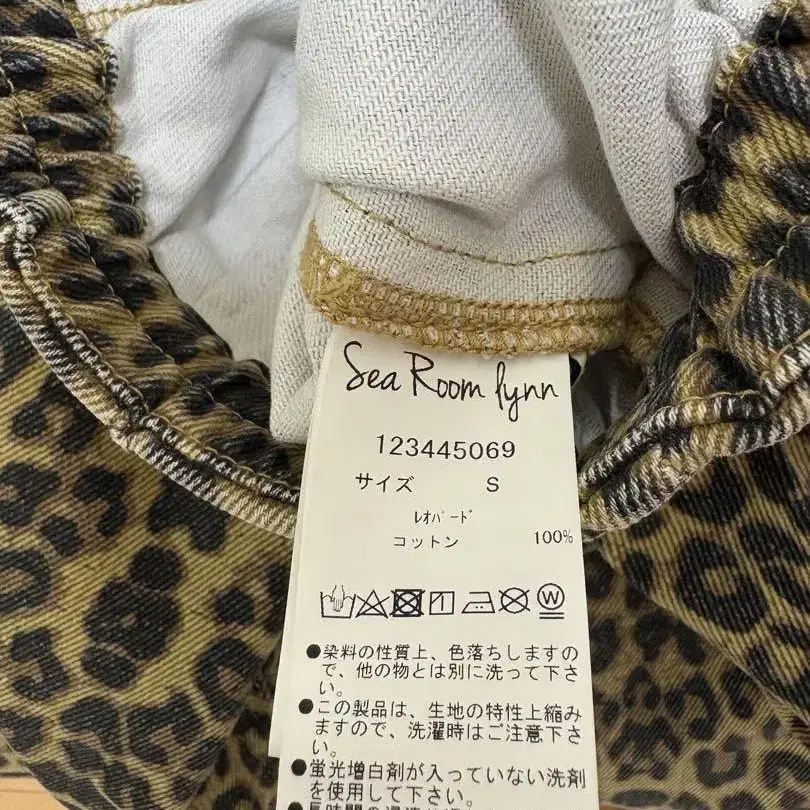 Sea Room lynn
123445069
サイズ S
レオパード
コットン 100%
W
●染料の性質上、色落ちしますの
で、他の物とは別に洗って下さ
い。
●この製品は、生地の特性上縮み
ますので、洗濯時はご注意下さ
い。
●蛍光増白剤が入っていない洗剤
を使用して下さい。